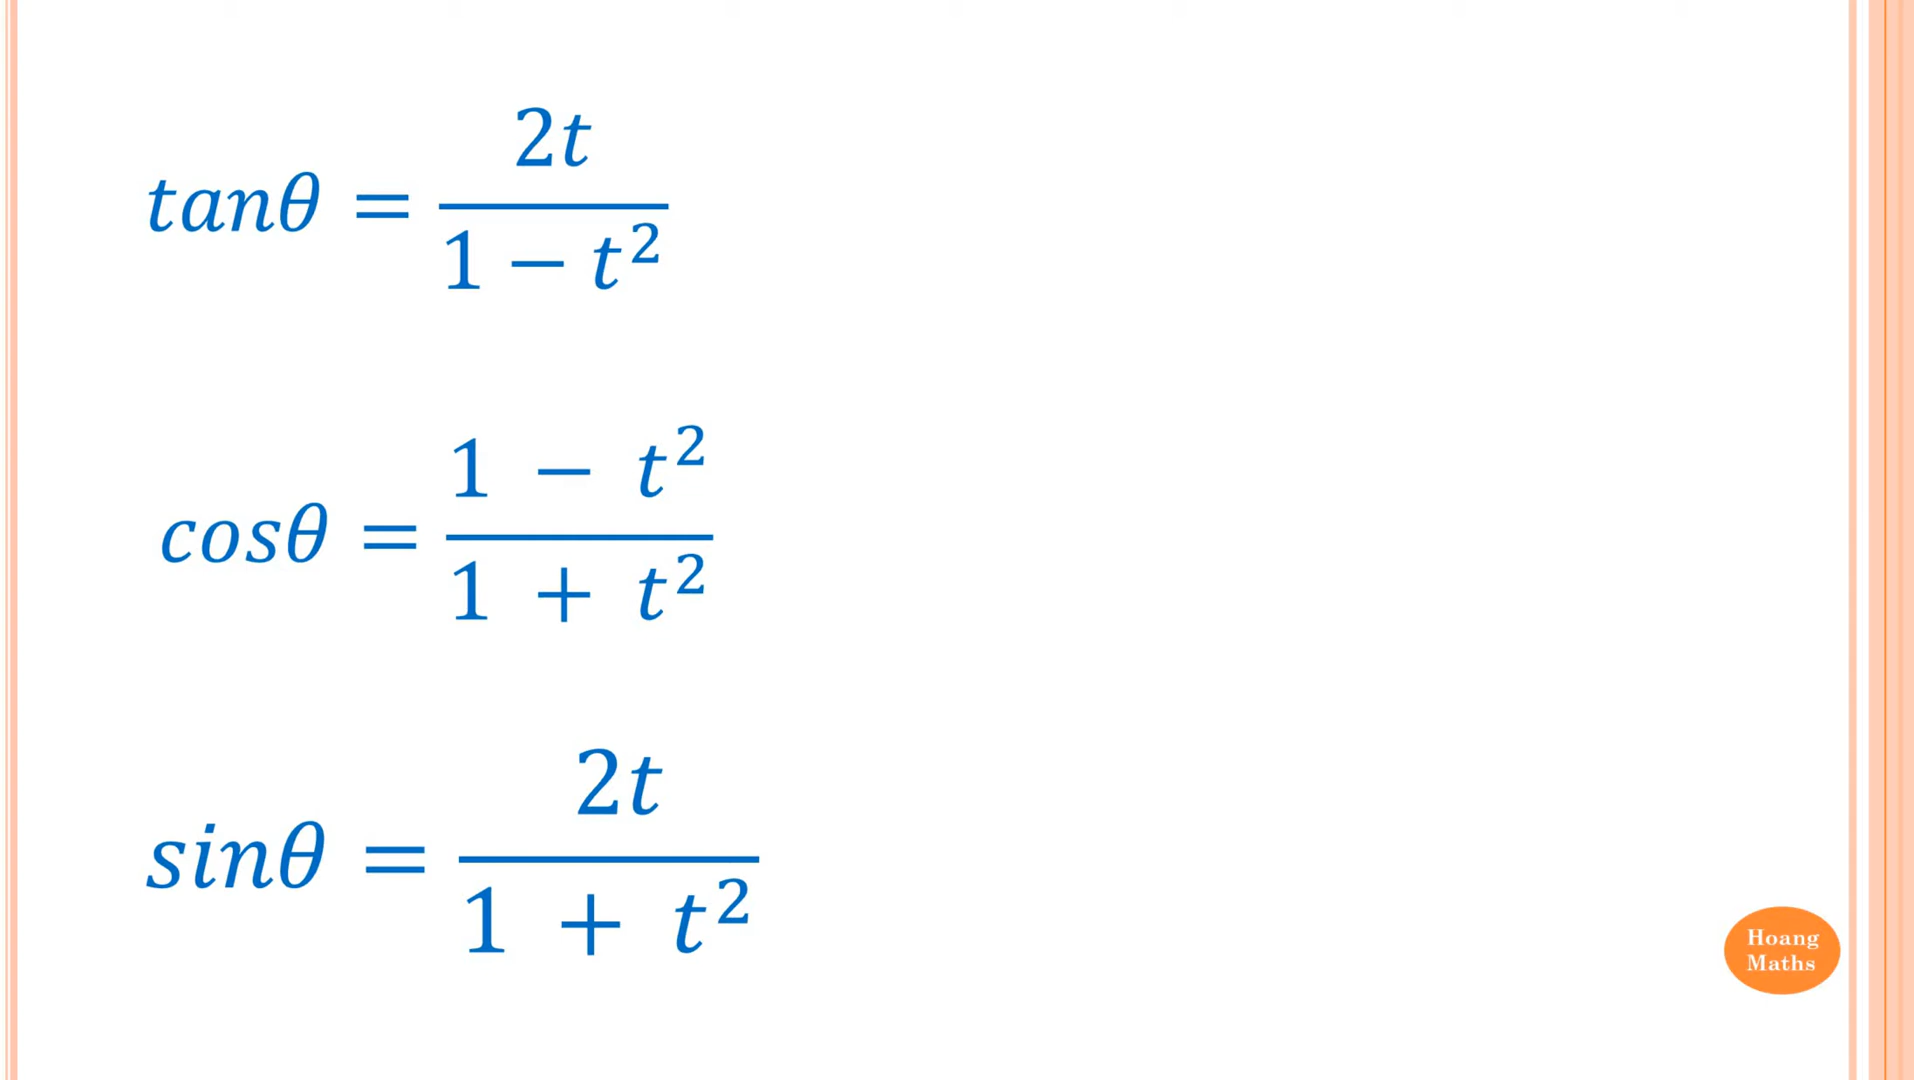 tanθ = 2t / 1 − t²
cosθ = 1 − t² / 1 + t²
sinθ = 2t / 1 + t²
Hoang
Maths